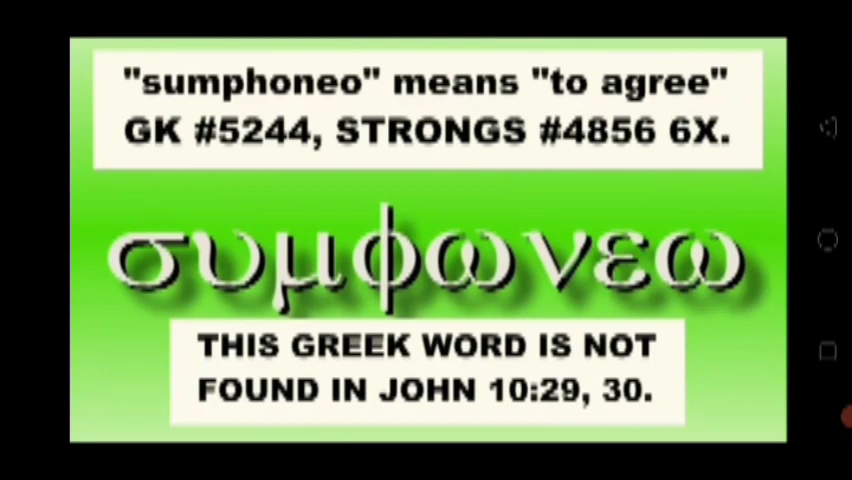 "sumphoneo" means "to agree"
GK #5244, STRONGS #4856 6X.
συμφωνεω
THIS GREEK WORD IS NOT
FOUND IN JOHN 10:29, 30.